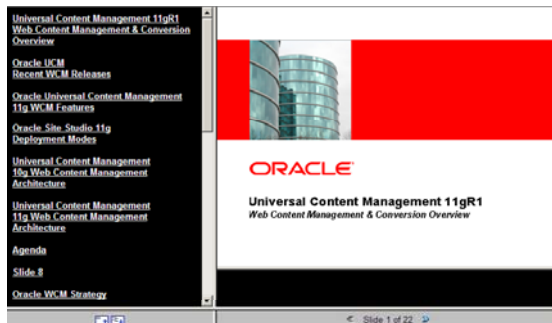 Universal Content Management 11gR1
Web Content Management & Conversion
Overview
Oracle UCM
Recent WCM Releases
Oracle Universal Content Management
11g WCM Features
Oracle Site Studio 11g
Deployment Modes
Universal Content Management
10g Web Content Management
Architecture
Universal Content Management
11g Web Content Management
Architecture
Agenda
Slide 8
Oracle WCM Strategy
ORACLE
Universal Content Management 11gR1
Web Content Management & Conversion Overview
Slide 1 of 22